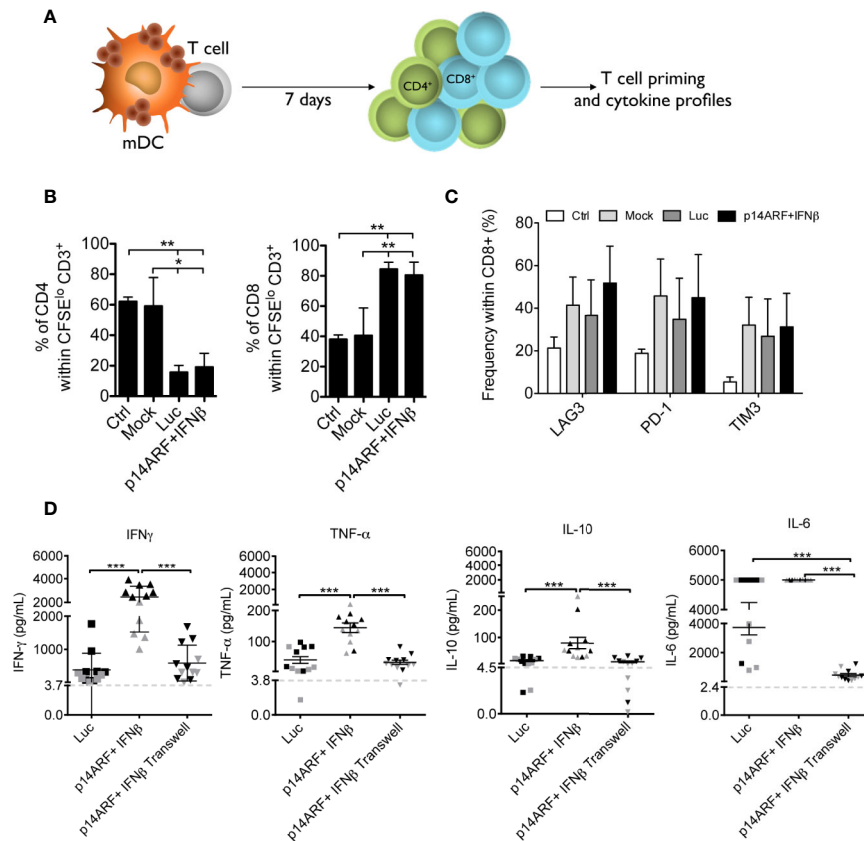 A
T cell
mDC
7 days
CD4+
CD8+
T cell priming
and cytokine profiles
B
% of CD4
within CFSElo CD3+
100
80
60
40
20
0
**
*
Ctrl
Mock
Luc
p14ARF+IFNβ
% of CD8
within CFSElo CD3+
100
80
60
40
20
0
**
**
Ctrl
Mock
Luc
p14ARF+IFNβ
C
Ctrl
Mock
Luc
p14ARF+IFNβ
Frequency within CD8+ (%)
80
60
40
20
0
LAG3
PD-1
TIM3
D
IFNγ
IFN-γ (pg/mL)
6000
4000
2000
2000
1000
3.7
0.0
***
***
Luc
p14ARF+ IFNβ
p14ARF+ IFNβ Transwell
TNF-α
TNF-α (pg/mL)
6000
4000
2000
200
100
3.8
0.0
***
***
Luc
p14ARF+ IFNβ
p14ARF+ IFNβ Transwell
IL-10
IL-10 (pg/mL)
6000
4000
2000
200
100
4.5
0.0
***
***
Luc
p14ARF+ IFNβ
p14ARF+ IFNβ Transwell
IL-6
IL-6 (pg/mL)
6000
5000
4000
2000
2.4
0.0
***
***
Luc
p14ARF+ IFNβ
p14ARF+ IFNβ Transwell